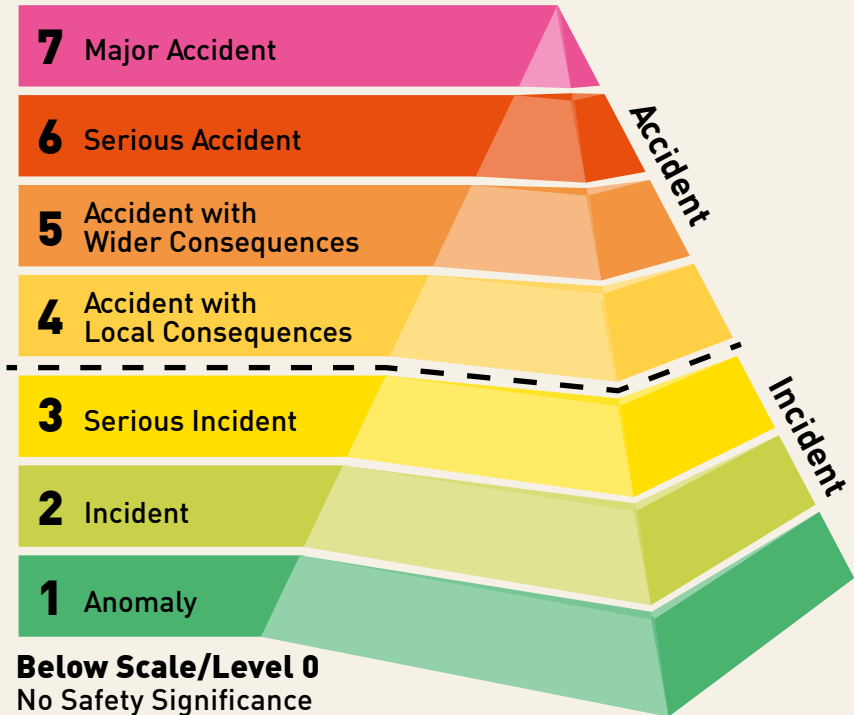 7 Major Accident
6 Serious Accident
5 Accident with
Wider Consequences
4 Accident with
Local Consequences
3 Serious Incident
2 Incident
1 Anomaly
Below Scale/Level 0
No Safety Significance
Accident
Incident